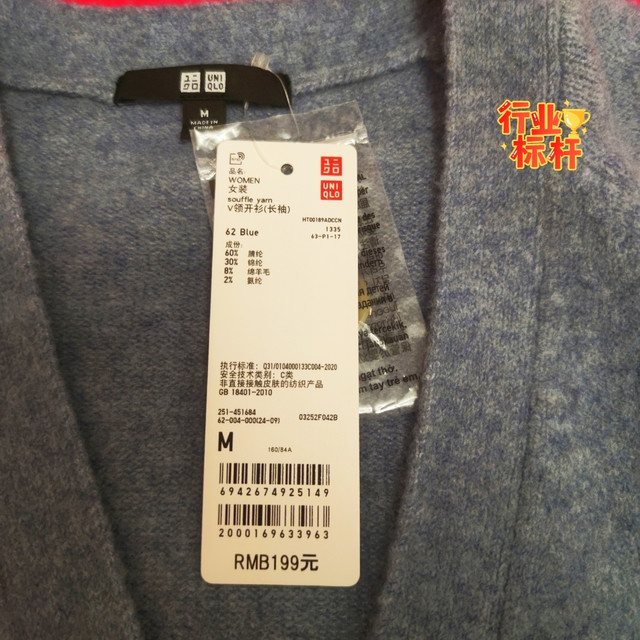 ユニ
クロ
UNI
QLO
M
MADE IN
行业
标杆
品名:
WOMEN
女装
souffle yarn
V领开衫(长袖)
ユニ
クロ
UNI
QLO
HT00189ADCCN
62 Blue
1335
63-P1-17
成份:
60% 腈纶
30% 锦纶
8% 绵羊毛
2% 氨纶
执行标准: Q31/0104000133C004-2020
安全技术类别: C类
非直接接触皮肤的纺织产品
GB 18401-2010
251-451684
62-004-000(24-09)
03252F042B
M
160/84A
6942674925149
2000169633963
RMB199元